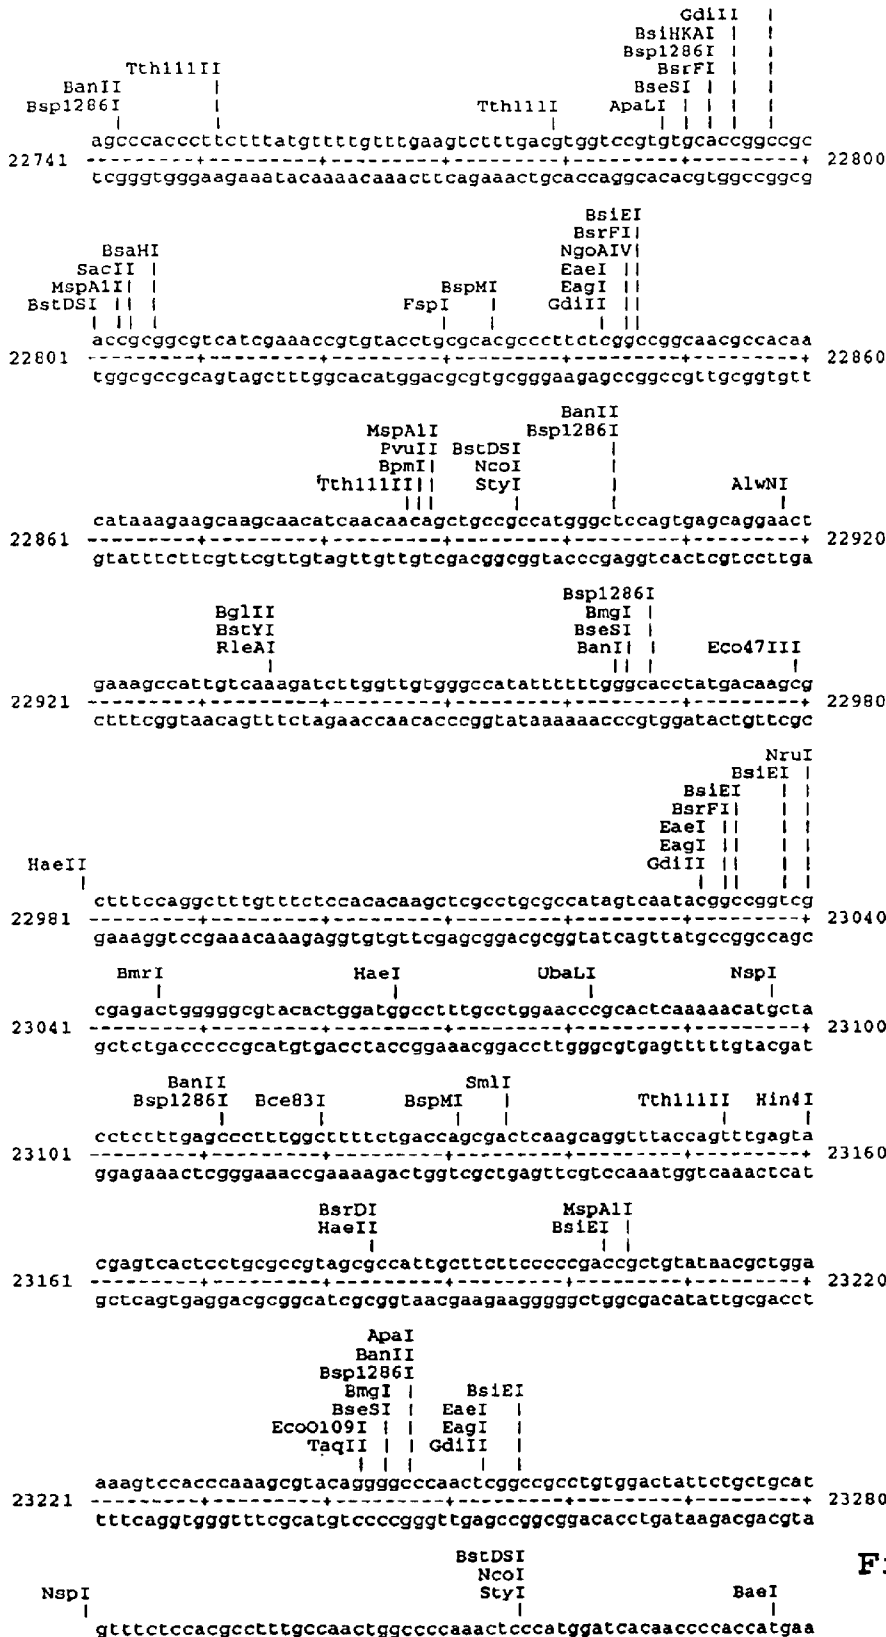 GdiII |
BsiHKAI | |
Bsp1286I | |
Tth111II BsrFI | |
BanII BseSI | | |
Bsp1286I Tth111I ApaLI
agcccacccttctttatgttttgtttgaagtctttgacgtggtccgtgtgcaccggccgc
22741 ---------+---------+---------+---------+---------+---------+ 22800
tcgggtgggaagaaatacaaaacaaacttcagaaactgcaccaggcacacgtggccggcg
BsiEI
BsrFI
BsaHI NgoAIV
SacII EaeI
MspA1I BspMI EagI
BstDSI FspI GdiII
accgcggcgtcatcgaaaccgtgtacctgcgcacgcccttctcggccggcaacgccacaa
22801 ---------+---------+---------+---------+---------+---------+ 22860
tggcgccgcagtagctttggcacatggacgcgtgcgggaagagccggccgttgcggtgtt
BanII
MspA1I Bsp1286I
PvuII BstDSI
BpmI NcoI
Tth111II StyI AlwNI
cataaagaagcaagcaacatcaacaacagctgccgccatgggctccagtgagcaggaact
22861 ---------+---------+---------+---------+---------+---------+ 22920
gtatttcttcgttcgttgtagttgttgtcgacggcggtacccgaggtcactcgtccttga
Bsp1286I
BglII BmgI
BstYI BseSI
RleAI BanI Eco47III
gaaagccattgtcaaagatcttggttgtgggccatattttttgggcacctatgacaagcg
22921 ---------+---------+---------+---------+---------+---------+ 22980
ctttcggtaacagtttctagaaccaacacccggtataaaaaacccgtggatactgttcgc
NruI
BsiEI
BsiEI
BsrFI
EaeI
EagI
HaeII GdiII
ctttccaggctttgtttctccacacaagctcgcctgcgccatagtcaatacggccggtcg
22981 ---------+---------+---------+---------+---------+---------+ 23040
gaaaggtccgaaacaaagaggtgtgttcgagcggacgcggtatcagttatgccggccagc
BmrI HaeI UbaLI NspI
cgagactgggggcgtacactggatggcctttgcctggaacccgcactcaaaaacatgcta
23041 ---------+---------+---------+---------+---------+---------+ 23100
gctctgacccccgcatgtgacctaccggaaacggaccttgggcgtgagtttttgtacgat
BanII SmlI
Bsp1286I Bce83I BspMI Tth111II Hin4I
cctctttgagccctttggcttttctgaccagcgactcaagcaggtttaccagtttgagta
23101 ---------+---------+---------+---------+---------+---------+ 23160
ggagaaactcgggaaaccgaaaagactggtcgctgagttcgtccaaatggtcaaactcat
BsrDI MspA1I
HaeII BsiEI
cgagtcactcctgcgccgtagcgccattgcttcttcccccgaccgctgtataacgctgga
23161 ---------+---------+---------+---------+---------+---------+ 23220
gctcagtgaggacgcggcatcgcggtaacgaagaagggggctggcgacatattgcgacct
ApaI
BanII
Bsp1286I
BmgI BsiEI
BseSI EaeI
EcoO109I EagI
TaqII GdiII
aaagtccacccaaagcgtacaggggcccaactcggccgcctgtggactattctgctgcat
23221 ---------+---------+---------+---------+---------+---------+ 23280
tttcaggtgggtttcgcatgtccccgggttgagccggcggacacctgataagacgacgta
BstDSI
NcoI
NspI StyI BaeI
gtttctccacgcctttgccaactggccccaaactcccatggatcacaaccccaccatgaa